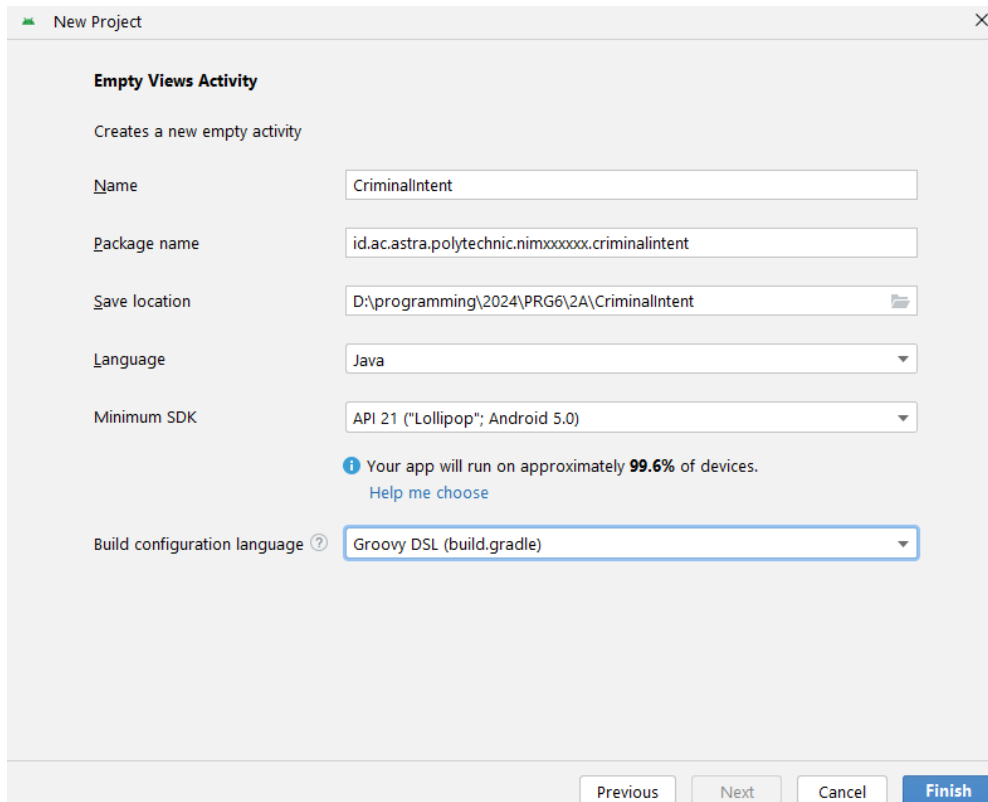 New Project
Empty Views Activity
Creates a new empty activity
Name
CriminalIntent
Package name
id.ac.astra.polytechnic.nimxxxxxx.criminalintent
Save location
D:\programming\2024\PRG6\2A\CriminalIntent
Language
Java
Minimum SDK
API 21 ("Lollipop"; Android 5.0)
Your app will run on approximately 99.6% of devices.
Help me choose
Build configuration language ?
Groovy DSL (build.gradle)
Previous
Next
Cancel
Finish